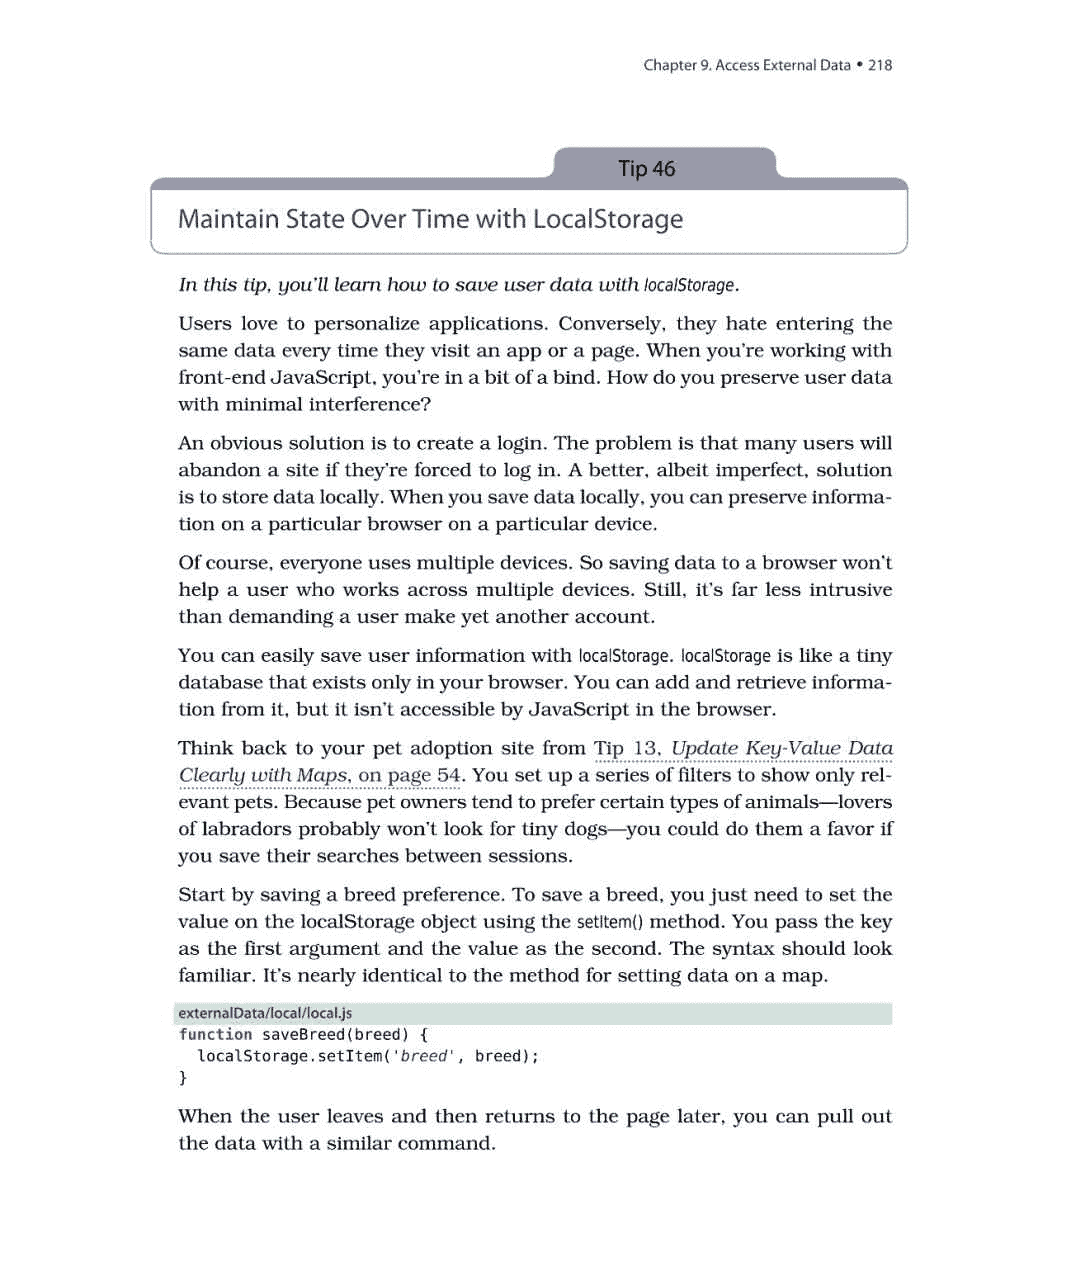 Chapter 9. Access External Data • 218
Tip 46
Maintain State Over Time with LocalStorage
In this tip, you'll learn how to save user data with localStorage.
Users love to personalize applications. Conversely, they hate entering the
same data every time they visit an app or a page. When you're working with
front-end JavaScript, you're in a bit of a bind. How do you preserve user data
with minimal interference?
An obvious solution is to create a login. The problem is that many users will
abandon a site if they're forced to log in. A better, albeit imperfect, solution
is to store data locally. When you save data locally, you can preserve informa-
tion on a particular browser on a particular device.
Of course, everyone uses multiple devices. So saving data to a browser won't
help a user who works across multiple devices. Still, it's far less intrusive
than demanding a user make yet another account.
You can easily save user information with localStorage. localStorage is like a tiny
database that exists only in your browser. You can add and retrieve informa-
tion from it, but it isn't accessible by JavaScript in the browser.
Think back to your pet adoption site from Tip 13, Update Key-Value Data
Clearly with Maps, on page 54. You set up a series of filters to show only rel-
evant pets. Because pet owners tend to prefer certain types of animals—lovers
of labradors probably won't look for tiny dogs—you could do them a favor if
you save their searches between sessions.
Start by saving a breed preference. To save a breed, you just need to set the
value on the localStorage object using the setItem() method. You pass the key
as the first argument and the value as the second. The syntax should look
familiar. It's nearly identical to the method for setting data on a map.
externalData/local/local.js
function saveBreed(breed) {
  localStorage.setItem('breed', breed);
}
When the user leaves and then returns to the page later, you can pull out
the data with a similar command.